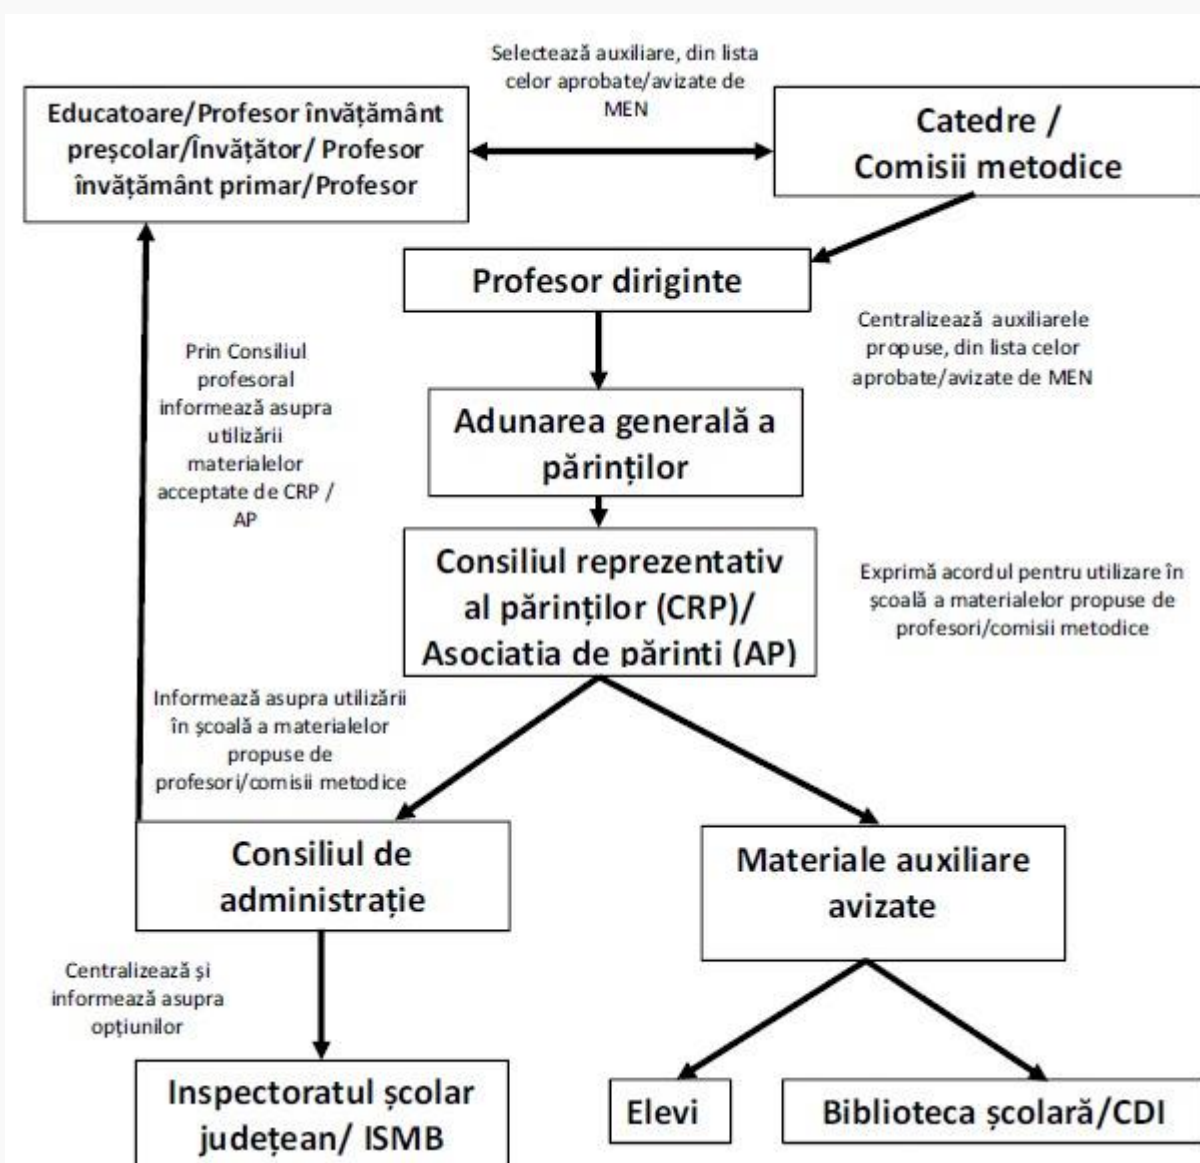 Selectează auxiliare, din lista
celor aprobate/avizate de
MEN
Educatoare/Profesor învățământ
preșcolar/Învățător/ Profesor
învățământ primar/Profesor
Catedre /
Comisii metodice
Profesor diriginte
Centralizează auxiliarele
propuse, din lista celor
aprobate/avizate de MEN
Prin Consiliul
profesoral
informează asupra
utilizării
materialelor
acceptate de CRP /
AP
Adunarea generală a
părinților
Consiliul reprezentativ
al părinților (CRP)/
Asociatia de părinti (AP)
Exprimă acordul pentru utilizare în
școală a materialelor propuse de
profesori/comisii metodice
Informează asupra utilizării
în școală a materialelor
propuse de
profesori/comisii metodice
Consiliul de
administrație
Materiale auxiliare
avizate
Centralizează și
informează asupra
opțiunilor
Inspectoratul școlar
județean/ ISMB
Elevi
Biblioteca școlară/CDI